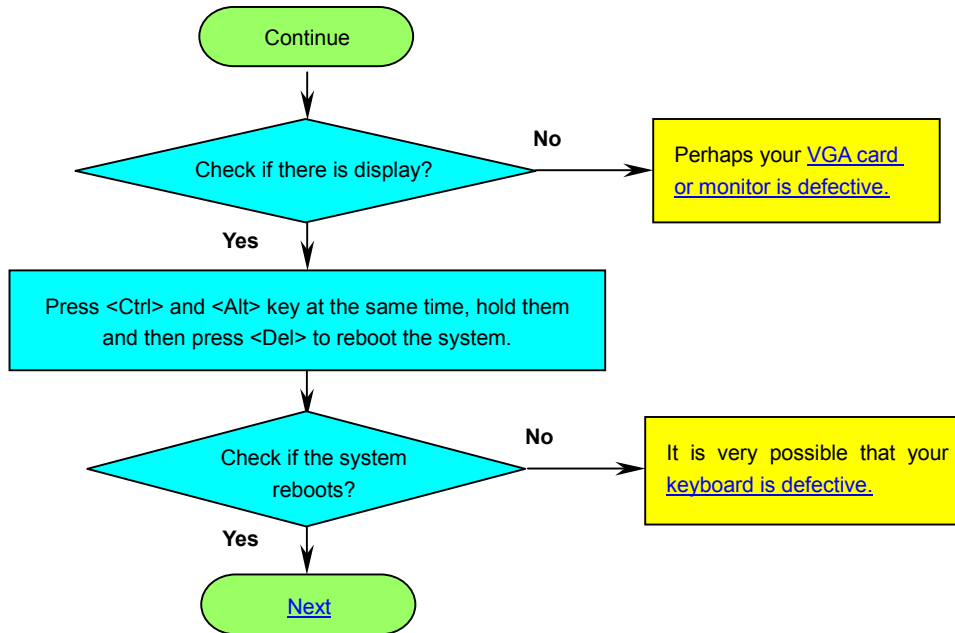 Continue
Check if there is display?
No
Perhaps your VGA card
or monitor is defective.
Yes
Press <Ctrl> and <Alt> key at the same time, hold them
and then press <Del> to reboot the system.
Check if the system
reboots?
No
It is very possible that your
keyboard is defective.
Yes
Next